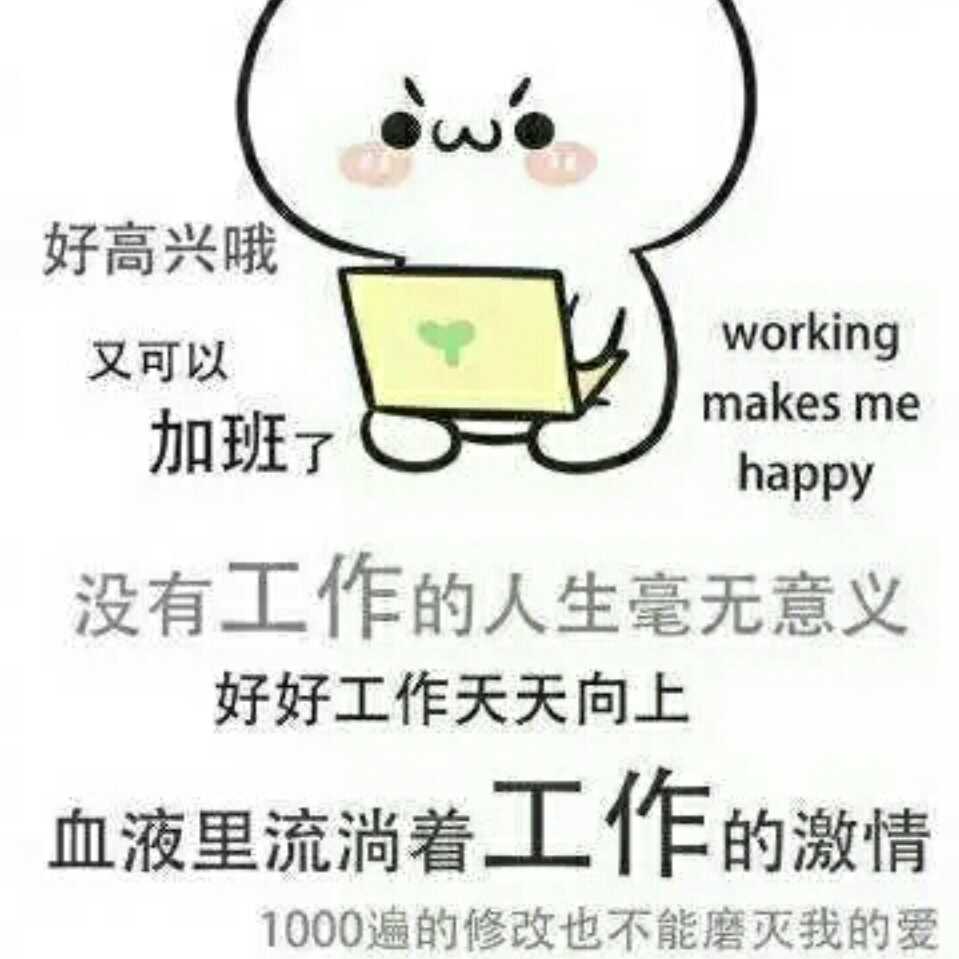 好高兴哦
又可以
加班了
working
makes me
happy
没有工作的人生毫无意义
好好工作天天向上
血液里流淌着工作的激情
1000遍的修改也不能磨灭我的爱